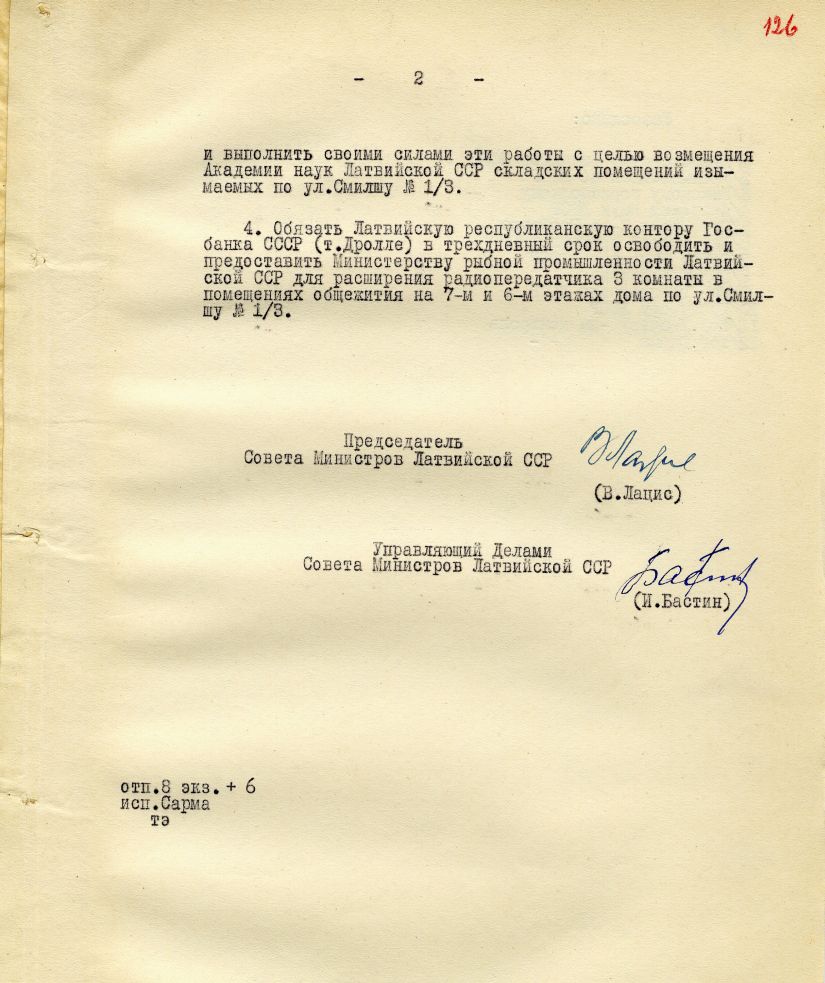 126
- 2 -
и выполнить своими силами эти работы с целью возмещения
Академии наук Латвийской ССР складских помещений изы-
маемых по ул.Смилшу № 1/3.
4. Обязать Латвийскую республиканскую контору Гос-
банка СССР (т.Дролле) в трехдневный срок освободить и
предоставить Министерству рыбной промышленности Латвий-
ской ССР для расширения радиопередатчика 3 комнаты в
помещениях общежития на 7-м и 6-м этажах дома по ул.Смил-
шу № 1/3.
Председатель
Совета Министров Латвийской ССР
ВЛацис
(В.Лацис)
Управляющий Делами
Совета Министров Латвийской ССР
Бастин
(И.Бастин)
отп.8 экз. + 6
исп.Сарма
тэ